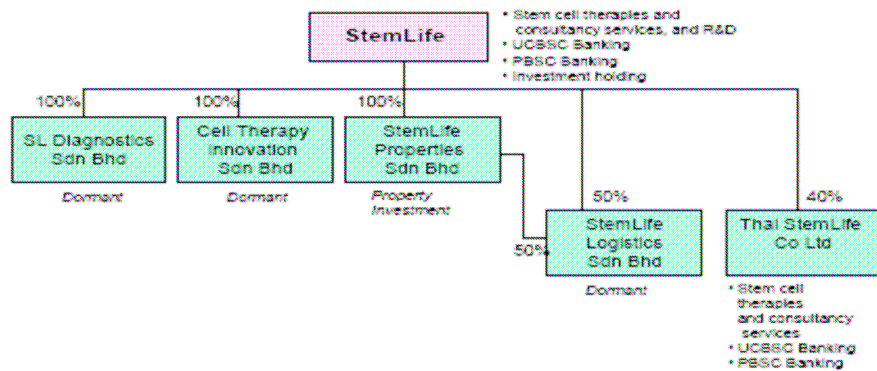 StemLife
• Stem cell therapies and
consultancy services, and R&D
• UCBSC Banking
• PBSC Banking
• Investment holding
100%
100%
100%
SL Diagnostics
Sdn Bhd
Cell Therapy
Innovation
Sdn Bhd
StemLife
Properties
Sdn Bhd
Dormant
Dormant
Property
Investment
50%
40%
50%
StemLife
Logistics
Sdn Bhd
Thai StemLife
Co Ltd
Dormant
• Stem cell
therapies
and consultancy
services
• UCBSC Banking
• PBSC Banking